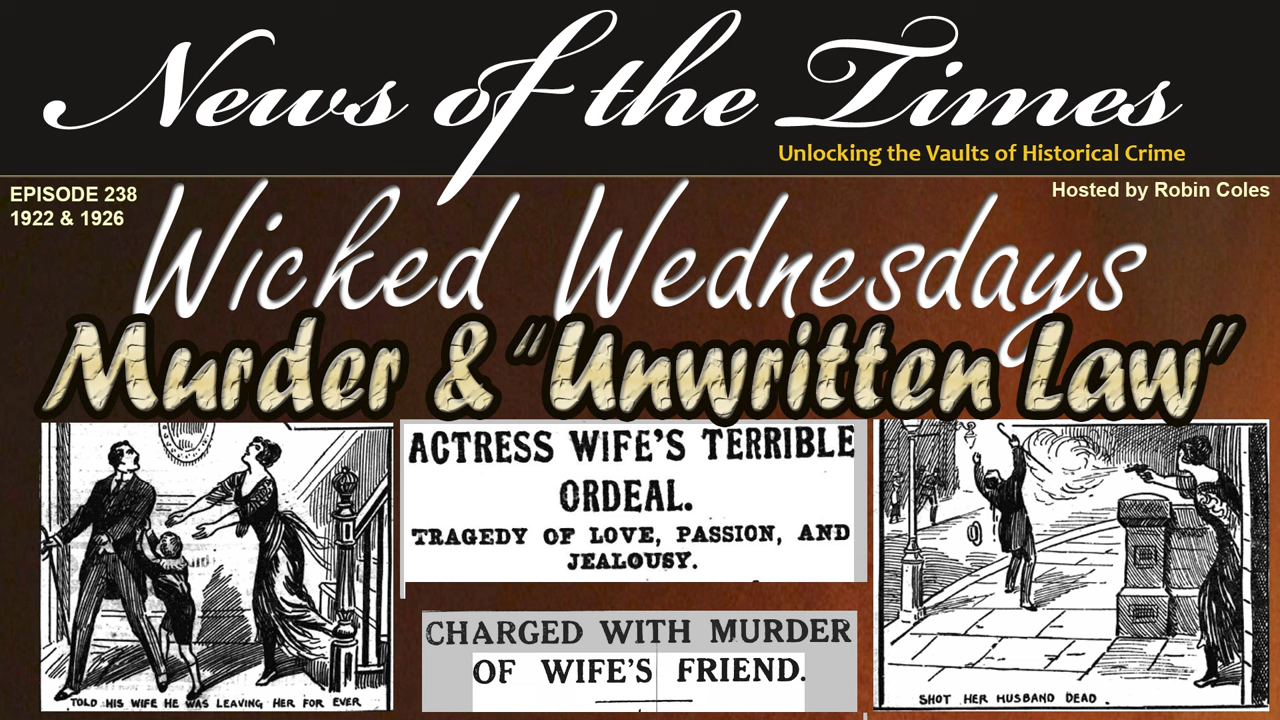 News of the Times
Unlocking the Vaults of Historical Crime
EPISODE 238
1922 & 1926
Hosted by Robin Coles
Wicked Wednesdays
Murder & "Unwritten Law"
TOLD HIS WIFE HE WAS LEAVING HER FOR EVER
ACTRESS WIFE'S TERRIBLE
ORDEAL.
TRAGEDY OF LOVE, PASSION, AND
JEALOUSY.
CHARGED WITH MURDER
OF WIFE'S FRIEND.
SHOT HER HUSBAND DEAD.